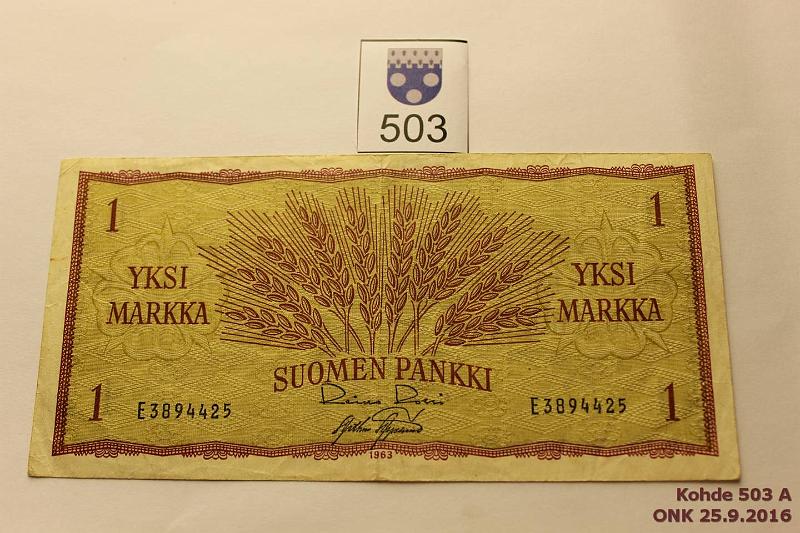 503
1 1
YKSI YKSI
MARKKA MARKKA
SUOMEN PANKKI
1 E3894425 E3894425 1
1963
Kohde 503 A
ONK 25.9.2016